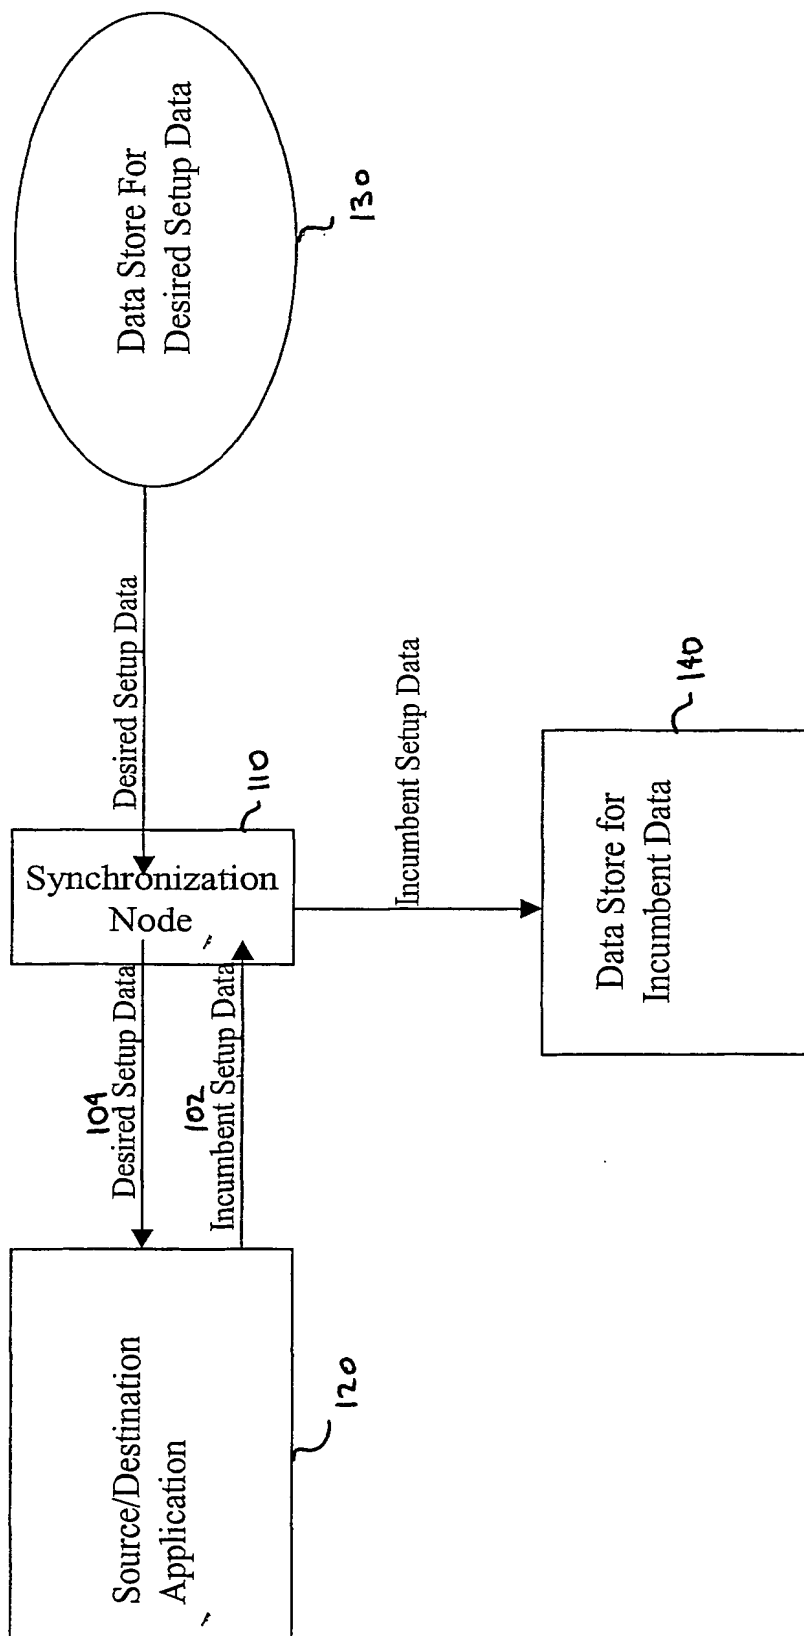 Data Store For
Desired Setup Data
130
Desired Setup Data
110
Synchronization
Node
Incumbent Setup Data
140
Data Store for
Incumbent Data
104
Desired Setup Data
102
Incumbent Setup Data
Source/Destination
Application
120